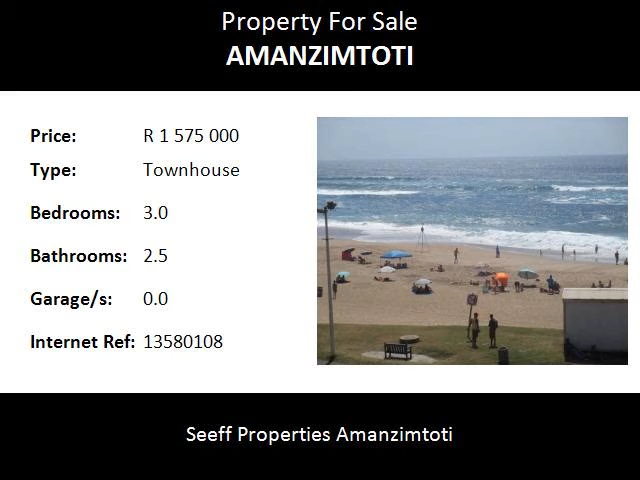 Property For Sale
AMANZIMTOTI
Price: R 1 575 000
Type: Townhouse
Bedrooms: 3.0
Bathrooms: 2.5
Garage/s: 0.0
Internet Ref: 13580108
Seeff Properties Amanzimtoti